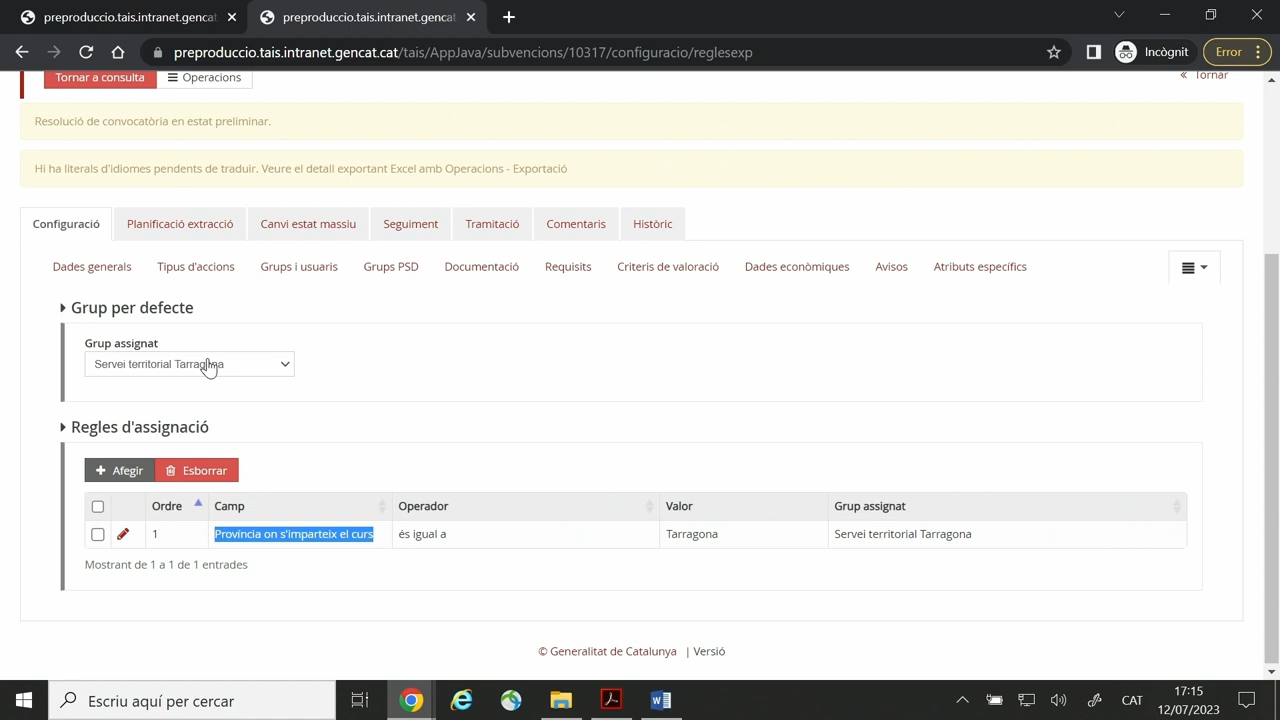 preproduccio.tais.intranet.gencat
preproduccio.tais.intranet.gencat
preproduccio.tais.intranet.gencat.cat/tais/AppJava/subvencions/10317/configuracio/reglesexp
Incògnit
Error
Tornar a consulta
Operacions
« Tornar
Resolució de convocatòria en estat preliminar.
Hi ha literals d'idiomes pendents de traduir. Veure el detall exportant Excel amb Operacions - Exportació
Configuració Planificació extracció Canvi estat massiu Seguiment Tramitació Comentaris Històric
Dades generals Tipus d'accions Grups i usuaris Grups PSD Documentació Requisits Criteris de valoració Dades econòmiques Avisos Atributs específics
Grup per defecte
Grup assignat
Servei territorial Tarragona
Regles d'assignació
+ Afegir Esborrar
Ordre Camp Operador Valor Grup assignat
1 Província on s'imparteix el curs és igual a Tarragona Servei territorial Tarragona
Mostrant de 1 a 1 de 1 entrades
© Generalitat de Catalunya | Versió
Escriu aquí per cercar
CAT
17:15
12/07/2023